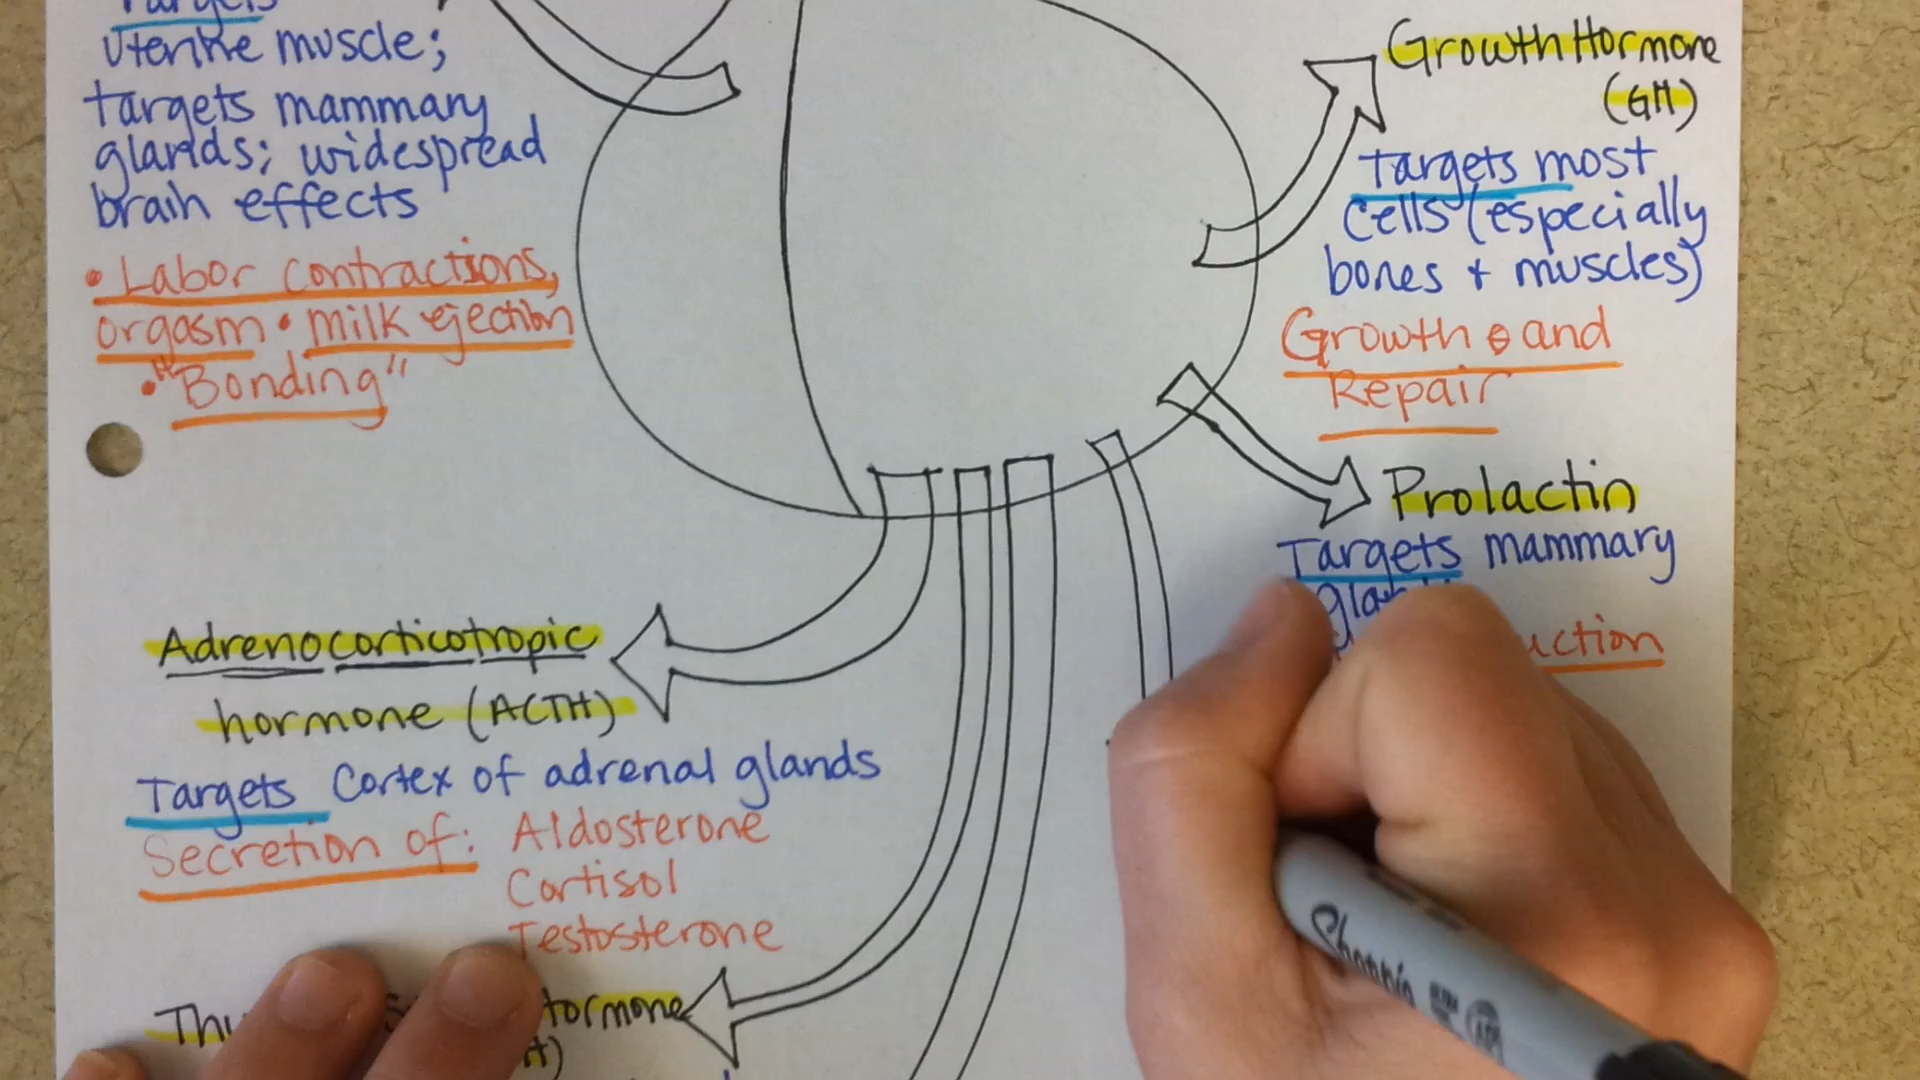 Targets
Uterine muscle;
targets mammary
glands; widespread
brain effects
• Labor contractions,
orgasm • milk ejection
• "Bonding"
Adrenocorticotropic
hormone (ACTH)
Targets Cortex of adrenal glands
Secretion of: Aldosterone
Cortisol
Testosterone
Hormone
Growth Hormone
(GH)
Targets most
cells (especially
bones + muscles)
Growth and
Repair
Prolactin
Targets mammary
Sharpie